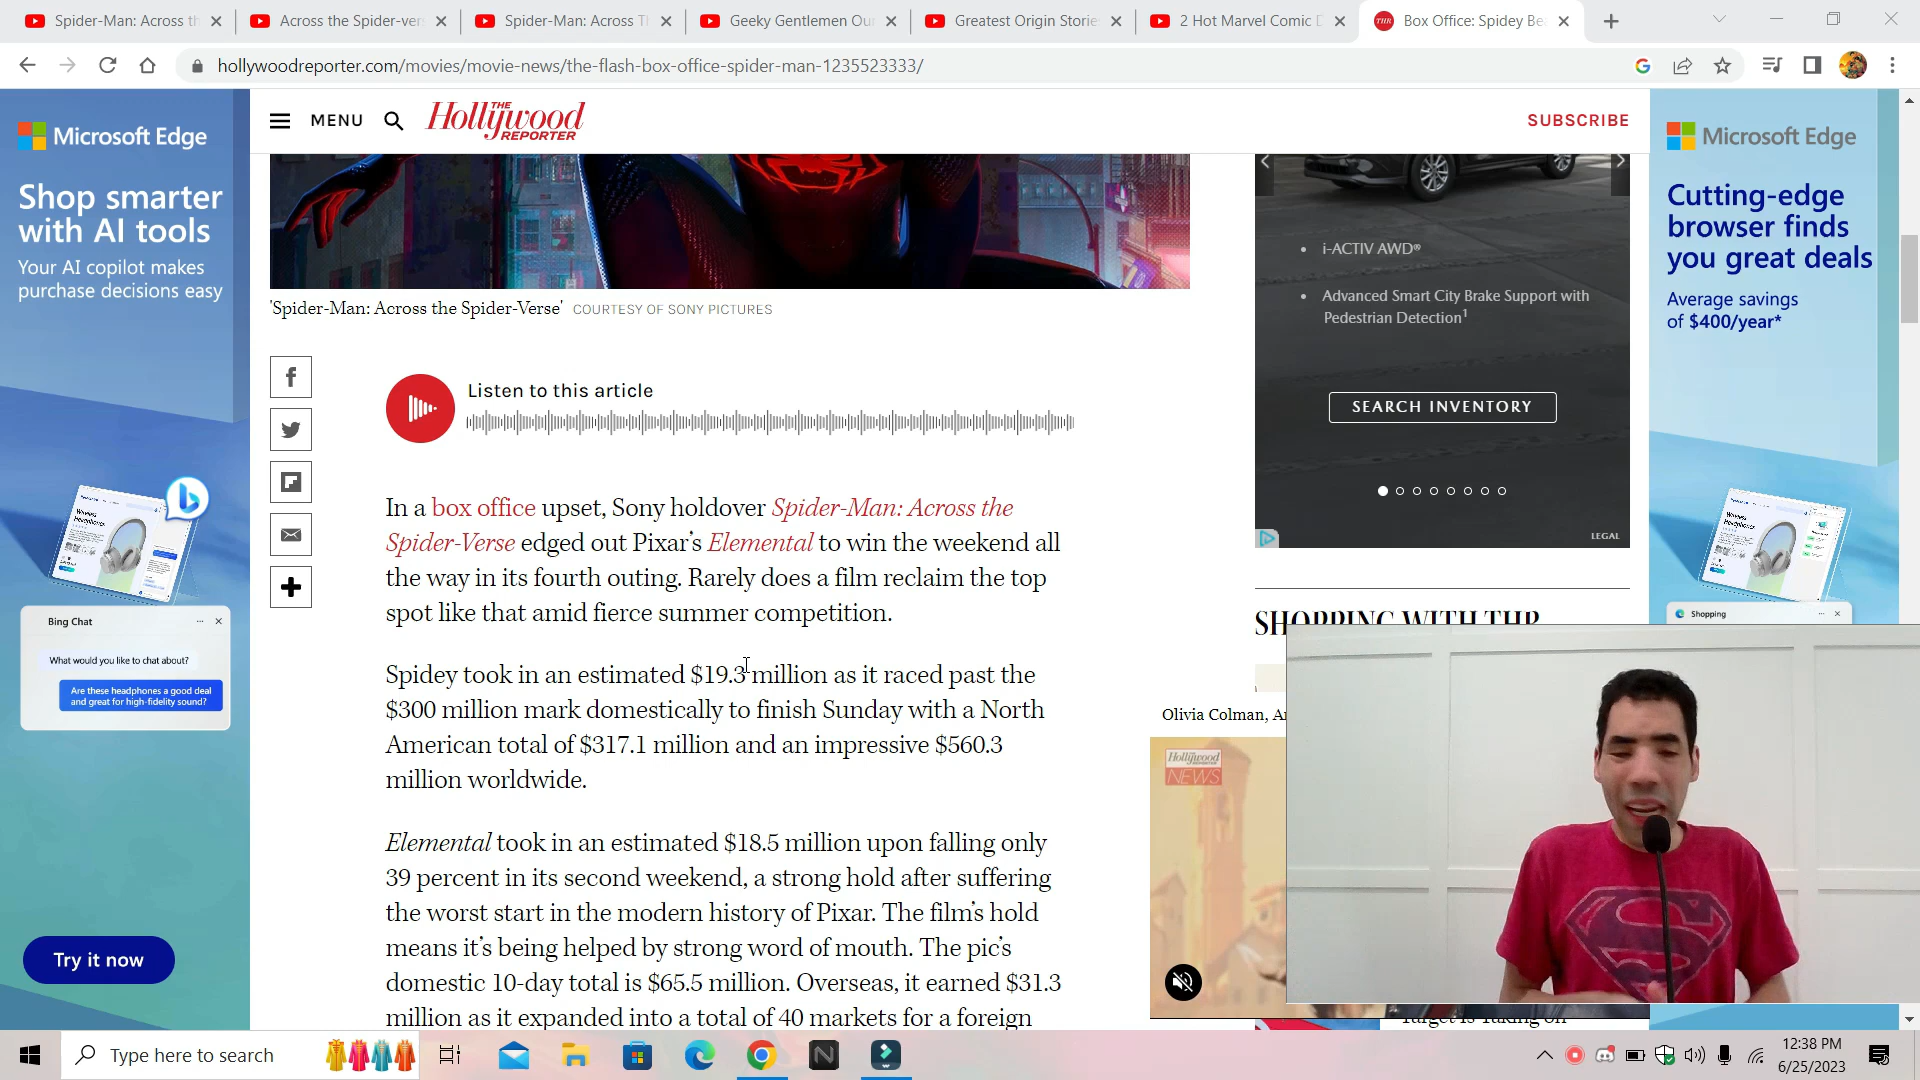 Spider-Man: Across th
Across the Spider-ver
Spider-Man: Across T
Geeky Gentlemen Ou
Greatest Origin Storie
2 Hot Marvel Comic D
THR
Box Office: Spidey Be
hollywoodreporter.com/movies/movie-news/the-flash-box-office-spider-man-1235523333/
MENU
THE
Hollywood
REPORTER
SUBSCRIBE
Microsoft Edge
Shop smarter
with AI tools
Your AI copilot makes
purchase decisions easy
Bing Chat
What would you like to chat about?
Are these headphones a good deal
and great for high-fidelity sound?
Try it now
'Spider-Man: Across the Spider-Verse' COURTESY OF SONY PICTURES
Listen to this article
In a box office upset, Sony holdover Spider-Man: Across the
Spider-Verse edged out Pixar's Elemental to win the weekend all
the way in its fourth outing. Rarely does a film reclaim the top
spot like that amid fierce summer competition.
Spidey took in an estimated $19.3 million as it raced past the
$300 million mark domestically to finish Sunday with a North
American total of $317.1 million and an impressive $560.3
million worldwide.
Elemental took in an estimated $18.5 million upon falling only
39 percent in its second weekend, a strong hold after suffering
the worst start in the modern history of Pixar. The film's hold
means it's being helped by strong word of mouth. The pic's
domestic 10-day total is $65.5 million. Overseas, it earned $31.3
million as it expanded into a total of 40 markets for a foreign
i-ACTIV AWD®
Advanced Smart City Brake Support with
Pedestrian Detection1
SEARCH INVENTORY
LEGAL
SHOPPING WITH THR
Olivia Colman, A
Hollywood
NEWS
Target Is Taking on
Microsoft Edge
Cutting-edge
browser finds
you great deals
Average savings
of $400/year*
Wireless
Headphones
Shopping
Type here to search
12:38 PM
6/25/2023